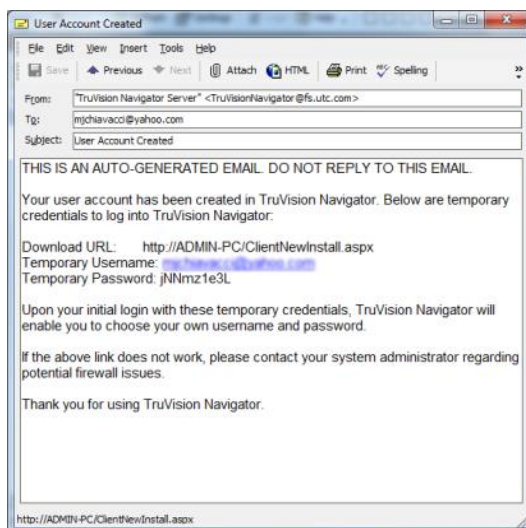 User Account Created
File Edit View Insert Tools Help
Save Previous Next Attach HTML Print Spelling
From: "TruVision Navigator Server" <TruVisionNavigator@fs.utc.com>
To: mjchiavacci@yahoo.com
Subject: User Account Created
THIS IS AN AUTO-GENERATED EMAIL. DO NOT REPLY TO THIS EMAIL.
Your user account has been created in TruVision Navigator. Below are temporary
credentials to log into TruVision Navigator:
Download URL: http://ADMIN-PC/ClientNewInstall.aspx
Temporary Username:
Temporary Password: jNNmz1e3L
Upon your initial login with these temporary credentials, TruVision Navigator will
enable you to choose your own username and password.
If the above link does not work, please contact your system administrator regarding
potential firewall issues.
Thank you for using TruVision Navigator.
http://ADMIN-PC/ClientNewInstall.aspx